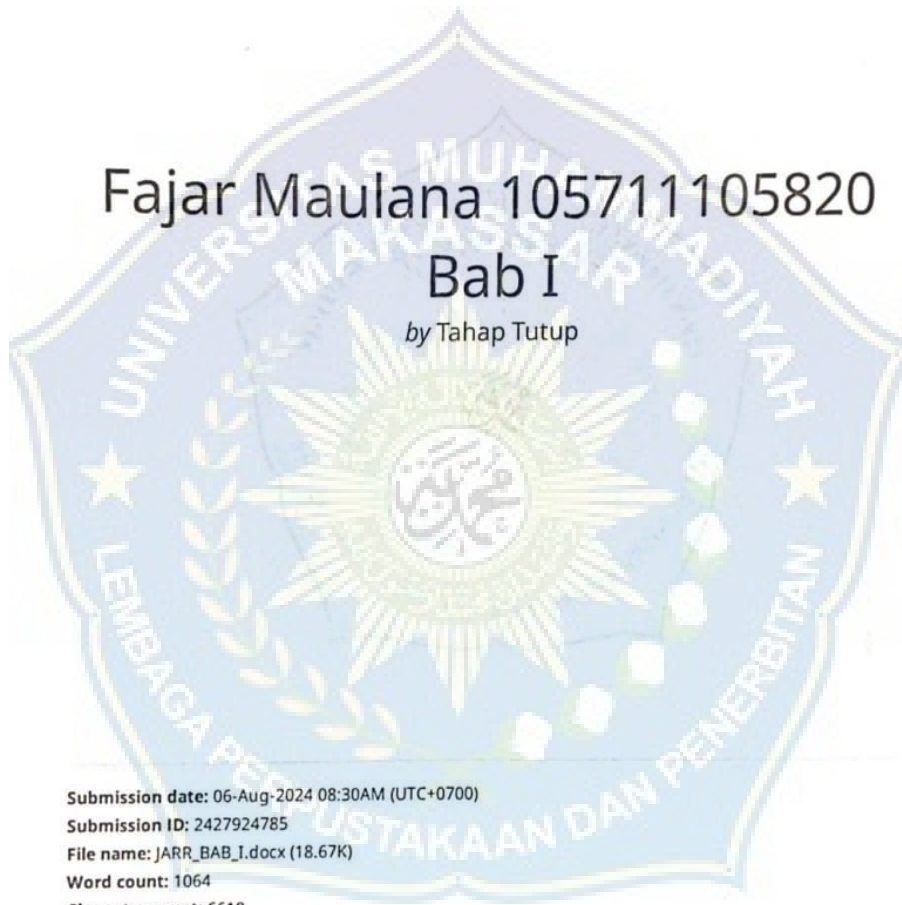 Fajar Maulana 105711105820
Bab I
by Tahap Tutup
UNIVERSITAS MUHAMMADIYAH
MAKASSAR
محمد
LEMBAGA PERPUSTAKAAN DAN PENERBITAN
Submission date: 06-Aug-2024 08:30AM (UTC+0700)
Submission ID: 2427924785
File name: JARR_BAB_I.docx (18.67K)
Word count: 1064